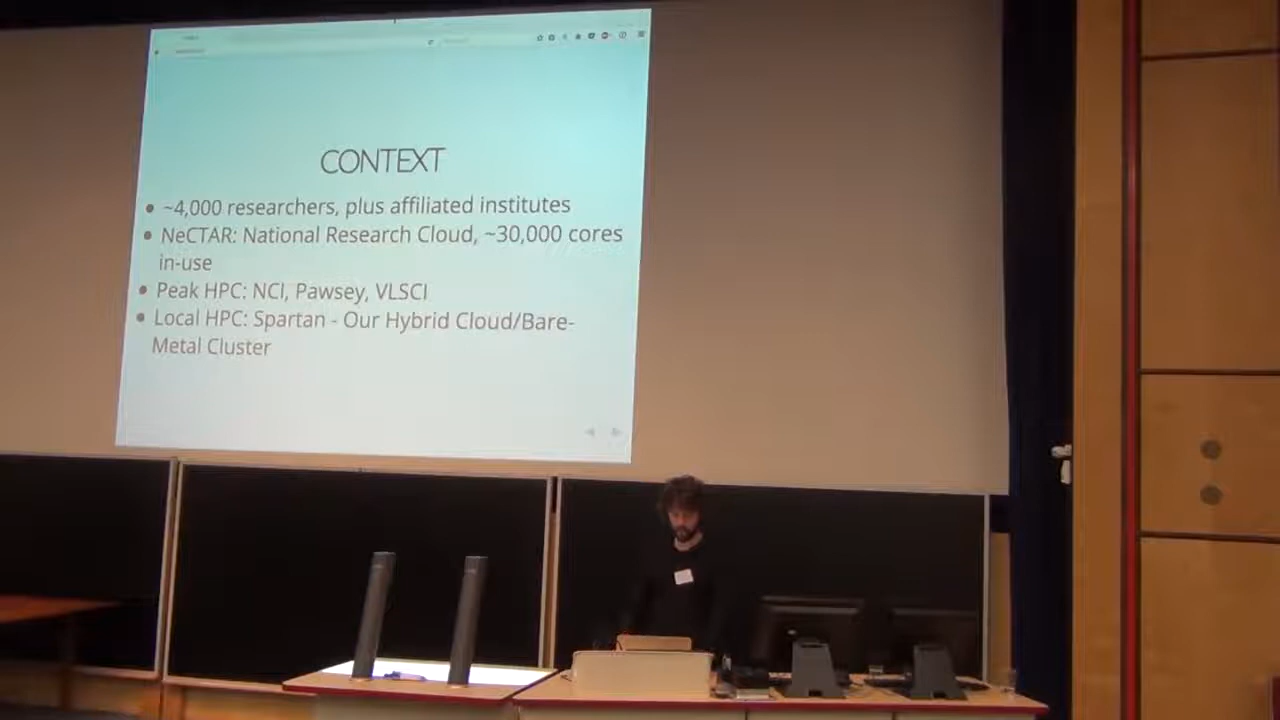 CONTEXT
~4,000 researchers, plus affiliated institutes
NeCTAR: National Research Cloud, ~30,000 cores
in-use
Peak HPC: NCI, Pawsey, VLSCI
Local HPC: Spartan - Our Hybrid Cloud/Bare-
Metal Cluster